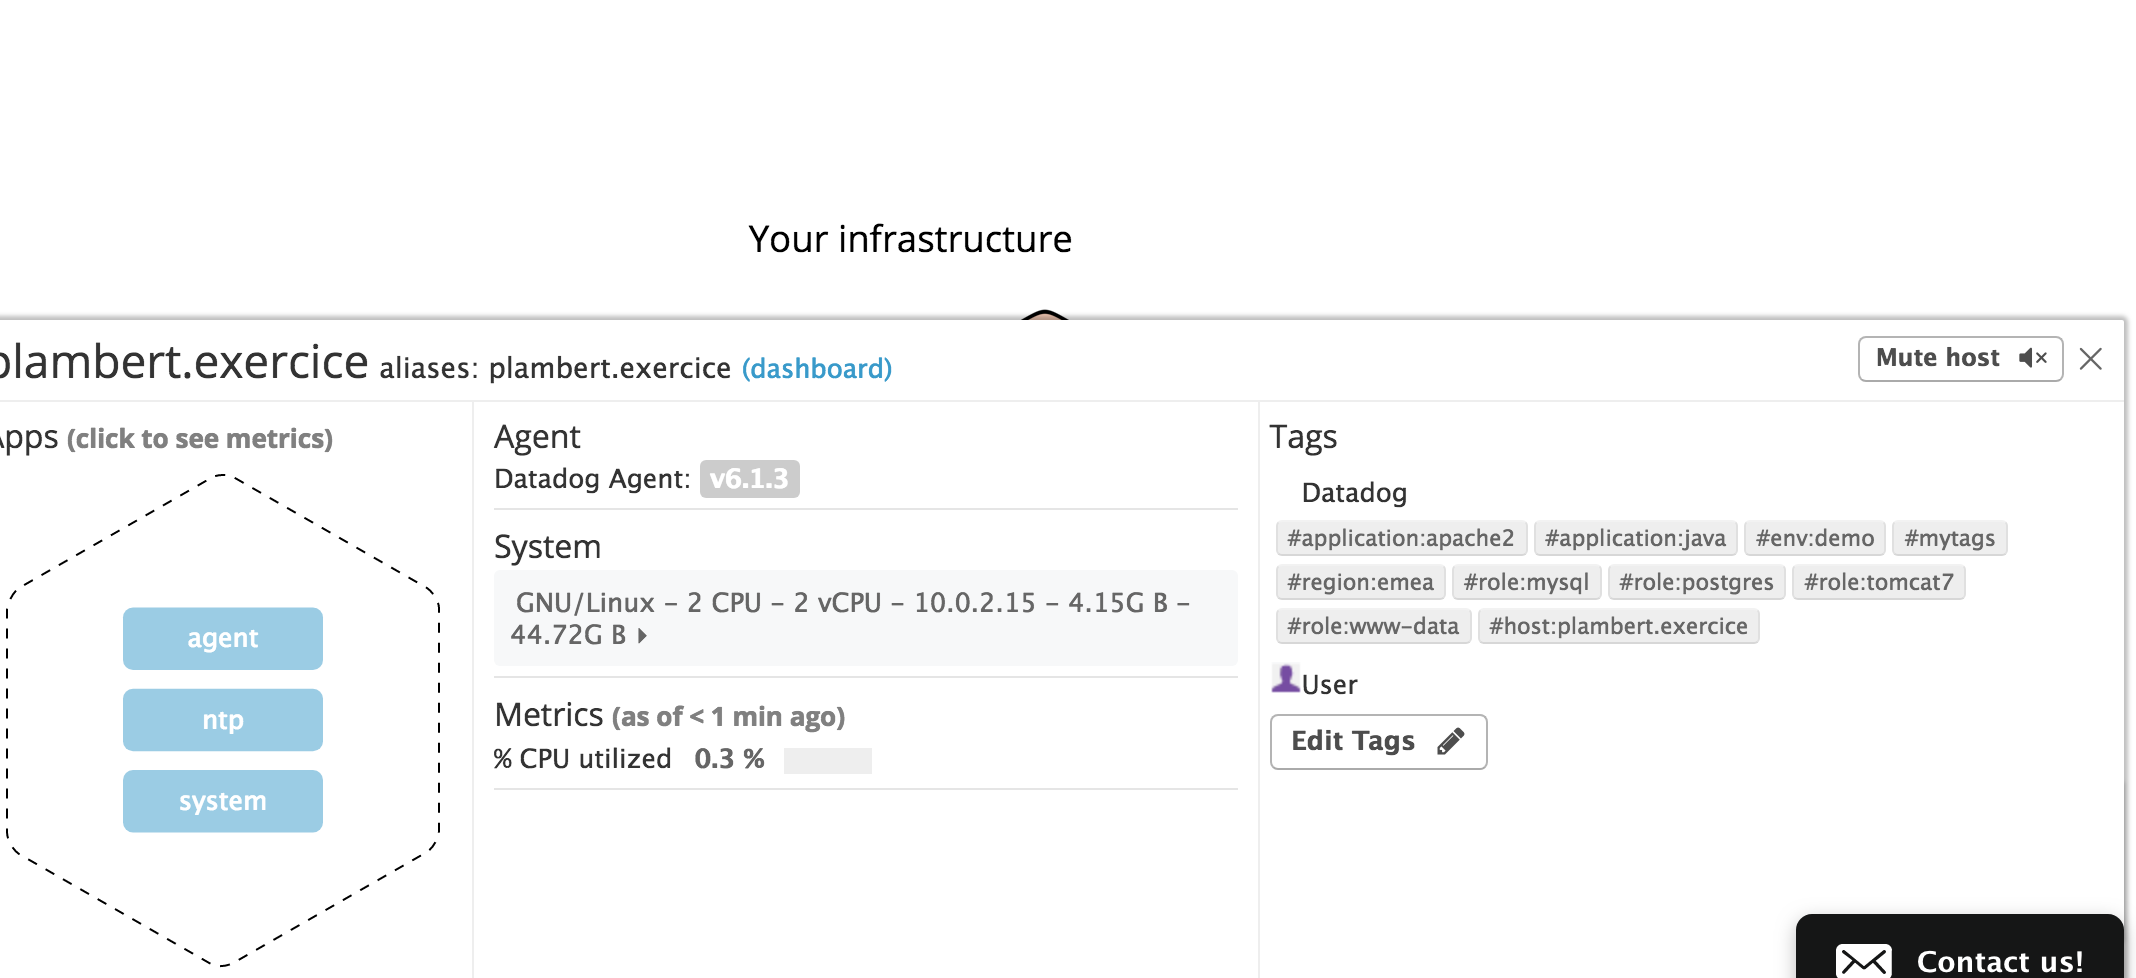 Your infrastructure
plambert.exercice aliases: plambert.exercice (dashboard)
Mute host
Apps (click to see metrics)
agent
ntp
system
Agent
Datadog Agent: v6.1.3
System
GNU/Linux – 2 CPU – 2 vCPU – 10.0.2.15 – 4.15G B –
44.72G B
Metrics (as of < 1 min ago)
% CPU utilized 0.3 %
Tags
Datadog
#application:apache2 #application:java #env:demo #mytags
#region:emea #role:mysql #role:postgres #role:tomcat7
#role:www-data #host:plambert.exercice
User
Edit Tags
Contact us!